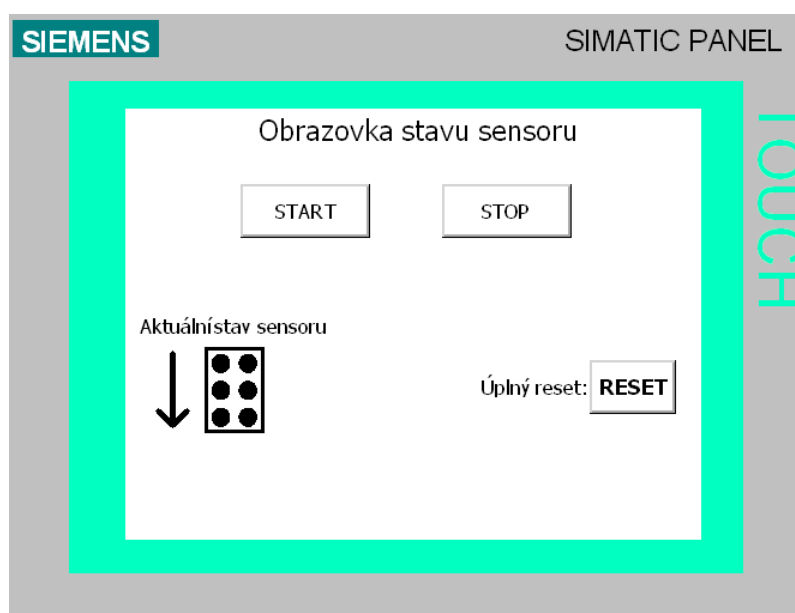 SIEMENS
SIMATIC PANEL
TOUCH
Obrazovka stavu sensoru
START
STOP
Aktuálnístav sensoru
Úplný reset:
RESET